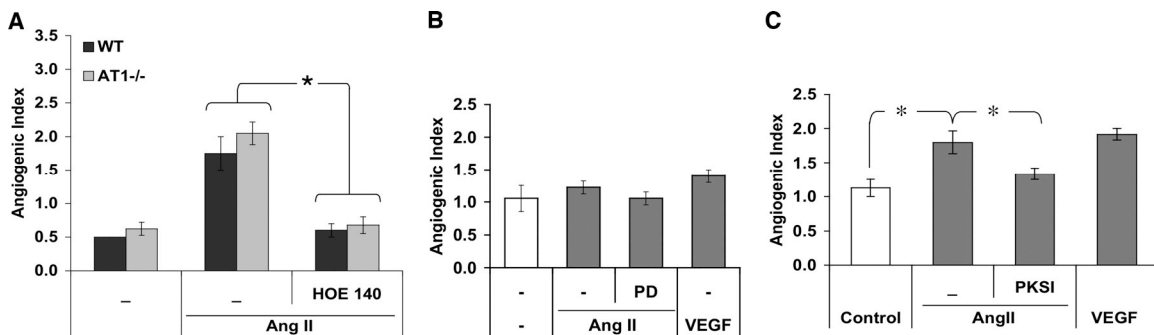 A
Angiogenic Index
3.5
3.0
2.5
2.0
1.5
1.0
0.5
0.0
WT
AT1-/-
*
–
–
HOE 140
Ang II
B
Angiogenic Index
2.5
2.0
1.5
1.0
0.5
0.0
- - PD -
- Ang II VEGF
C
Angiogenic Index
2.5
2.0
1.5
1.0
0.5
0.0
* *
– PKSI
Control AngII VEGF